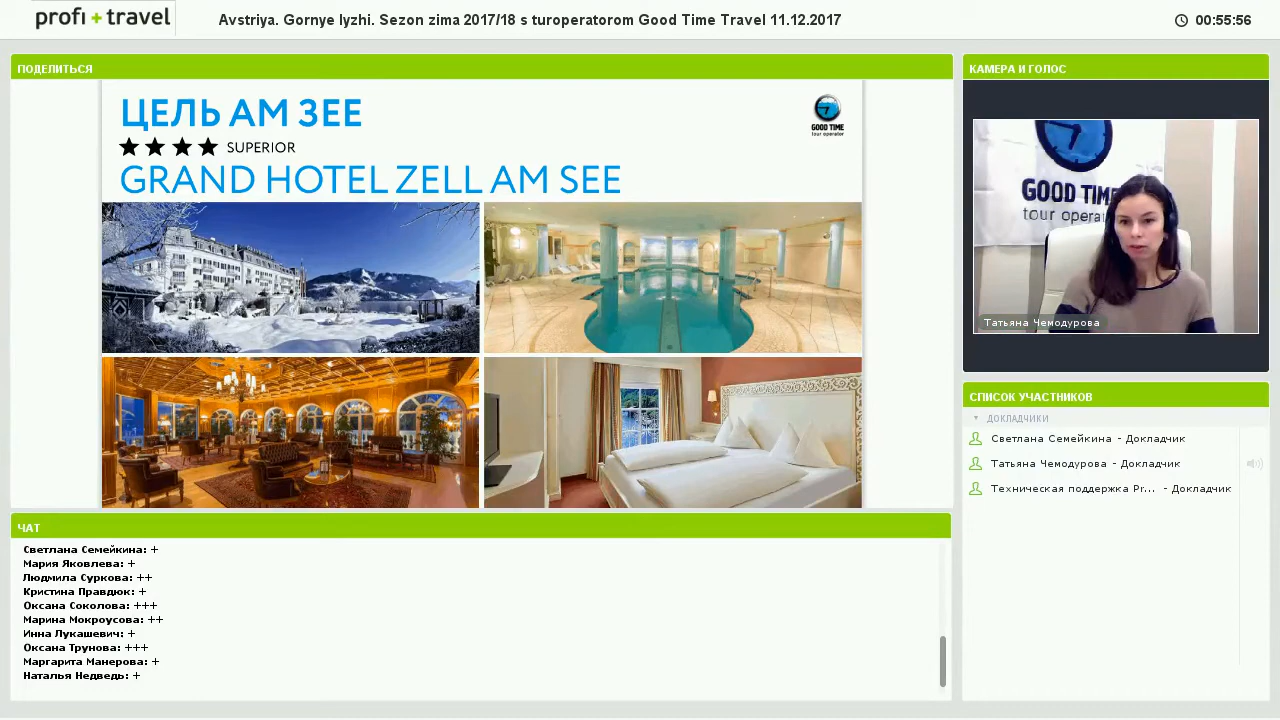 profi + travel
Avstriya. Gornye lyzhi. Sezon zima 2017/18 s turoperatorom Good Time Travel 11.12.2017
00:55:56
ПОДЕЛИТЬСЯ
ЦЕЛЬ АМ ЗЕЕ
SUPERIOR
GRAND HOTEL ZELL AM SEE
GOOD TIME
tour operator
КАМЕРА И ГОЛОС
GOOD TIME
tour operator
Татьяна Чемодурова
СПИСОК УЧАСТНИКОВ
ДОКЛАДЧИКИ
Светлана Семейкина - Докладчик
Татьяна Чемодурова - Докладчик
Техническая поддержка Pr... - Докладчик
ЧАТ
Светлана Семейкина: +
Мария Яковлева: +
Людмила Суркова: ++
Кристина Правдюк: +
Оксана Соколова: +++
Марина Мокроусова: ++
Инна Лукашевич: +
Оксана Трунова: +++
Маргарита Манерова: +
Наталья Недведь: +